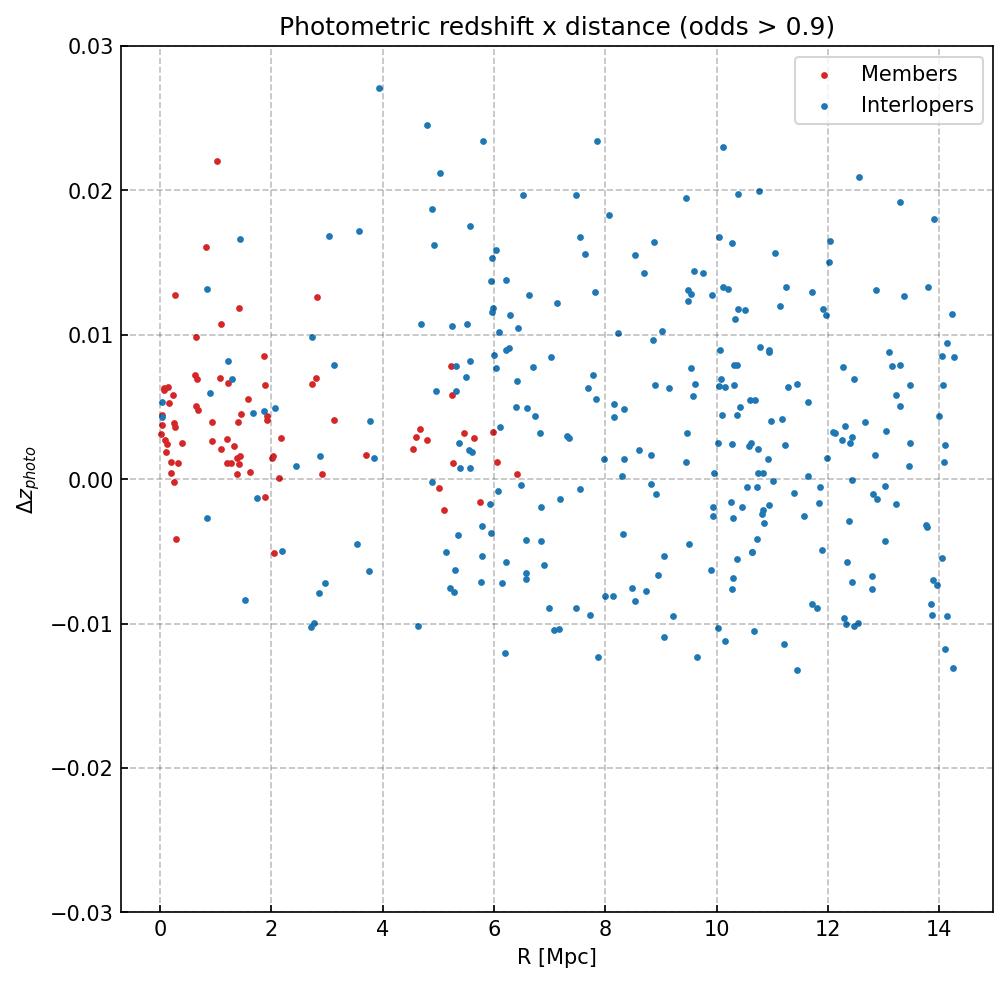 Photometric redshift x distance (odds > 0.9)
Members
Interlopers
0.03
0.02
0.01
0.00
−0.01
−0.02
−0.03
Δz_photo
0 2 4 6 8 10 12 14
R [Mpc]